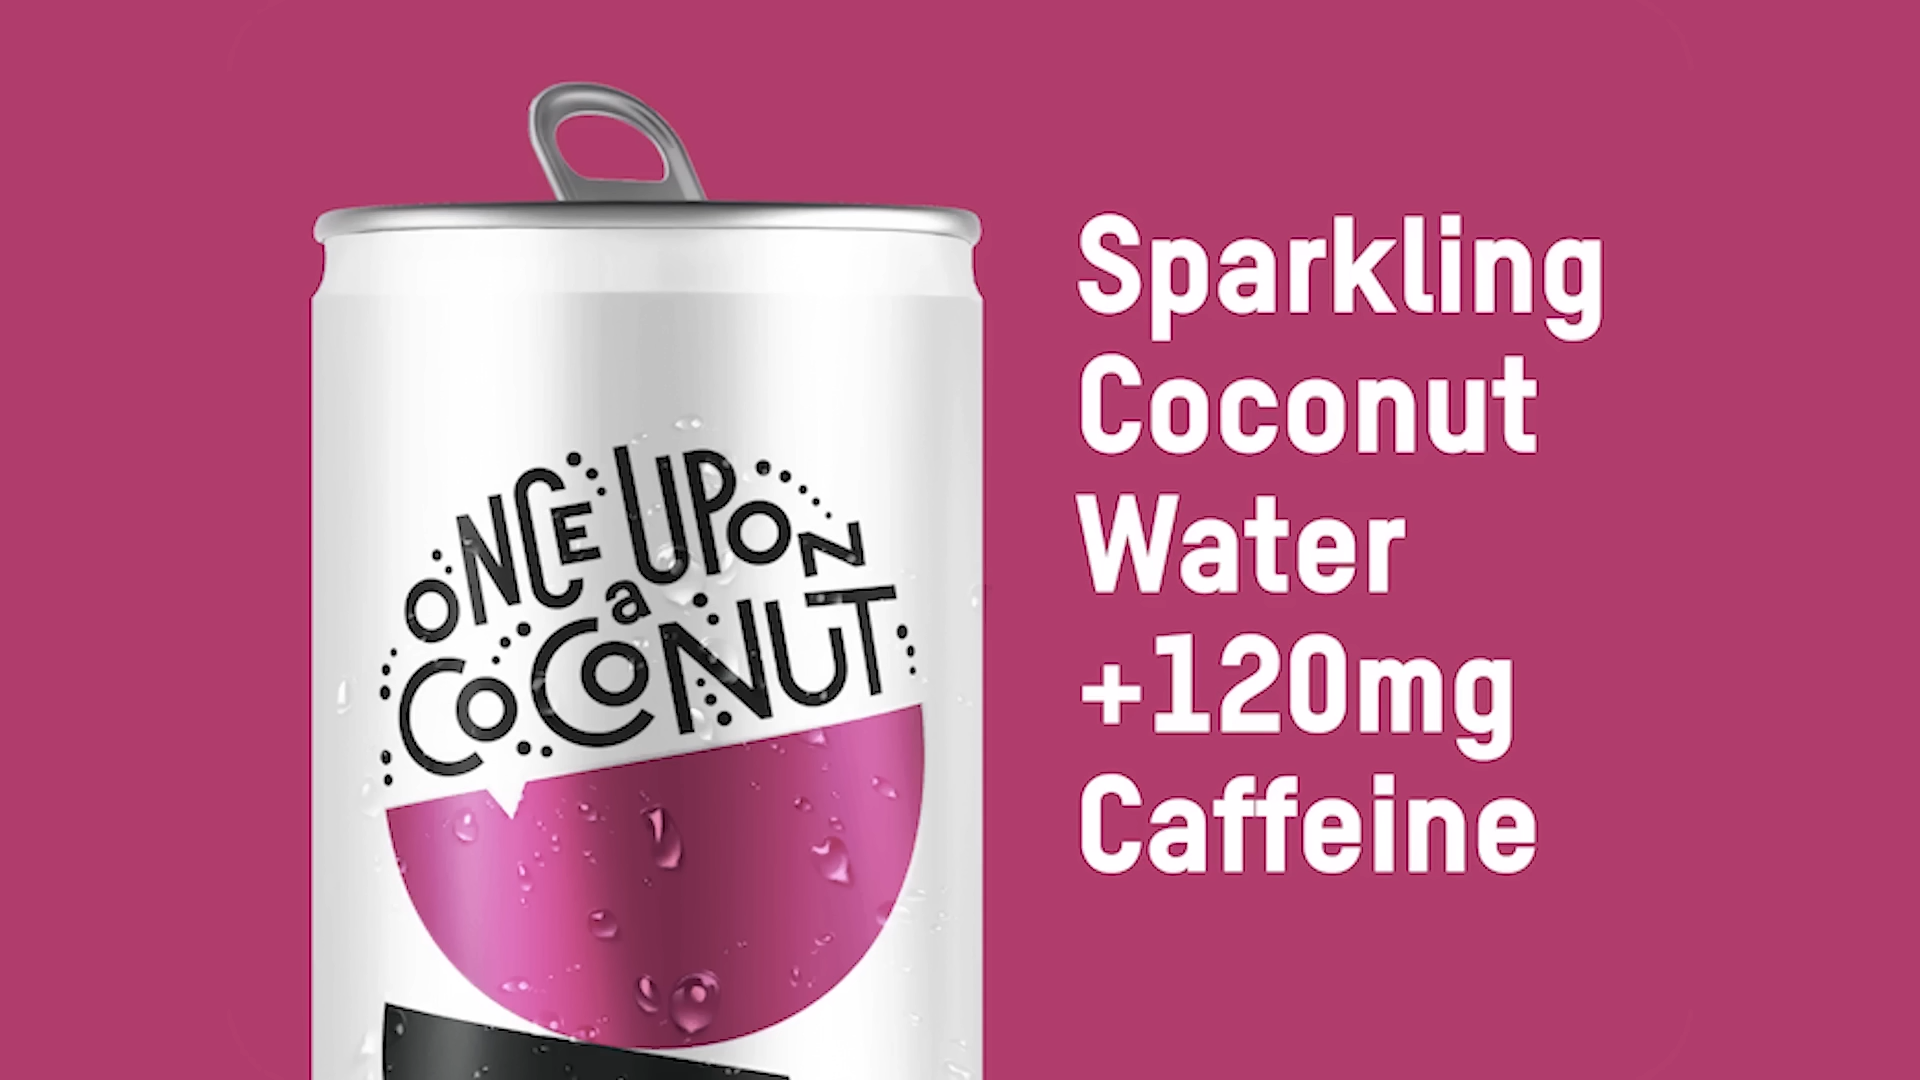 ONCE UPON
a
COCONUT
Sparkling
Coconut
Water
+120mg
Caffeine